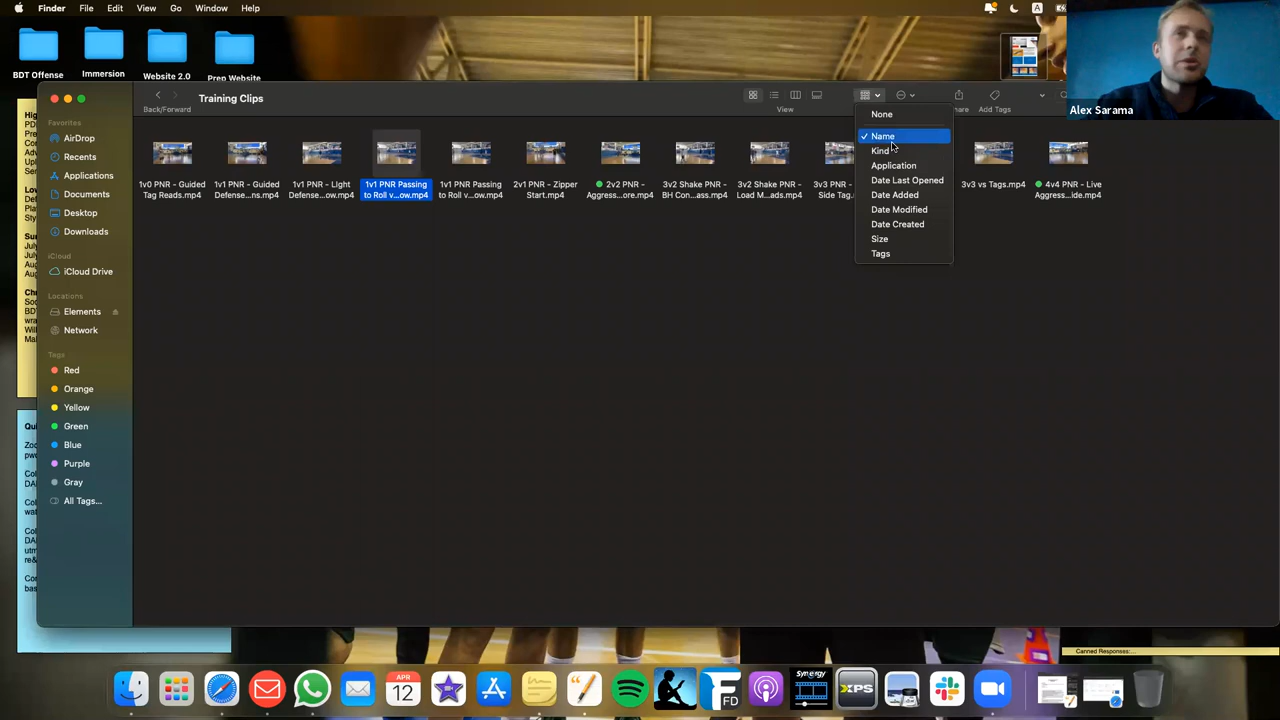 Finder File Edit View Go Window Help
BDT Offense
Immersion
Website 2.0
Prep Website
Alex Sarama
Training Clips
Back/Forward
View
Add Tags
None
Name
Kind
Application
Date Last Opened
Date Added
Date Modified
Date Created
Size
Tags
Favorites
AirDrop
Recents
Applications
Documents
Desktop
Downloads
iCloud
iCloud Drive
Locations
Elements
Network
Tags
Red
Orange
Yellow
Green
Blue
Purple
Gray
All Tags...
1v0 PNR - Guided
Tag Reads.mp4
1v1 PNR - Guided
Defense...ns.mp4
1v1 PNR - Light
Defense...ow.mp4
1v1 PNR Passing
to Roll v...ow.mp4
1v1 PNR Passing
to Roll v...ow.mp4
2v1 PNR - Zipper
Start.mp4
2v2 PNR -
Aggress...ore.mp4
3v2 Shake PNR -
BH Con...ass.mp4
3v2 Shake PNR -
Load M...ads.mp4
3v3 PNR -
Side Tag.
3v3 vs Tags.mp4
4v4 PNR - Live
Aggress...ide.mp4
Canned Responses:...
APR
12
Synergy
XPS
FD